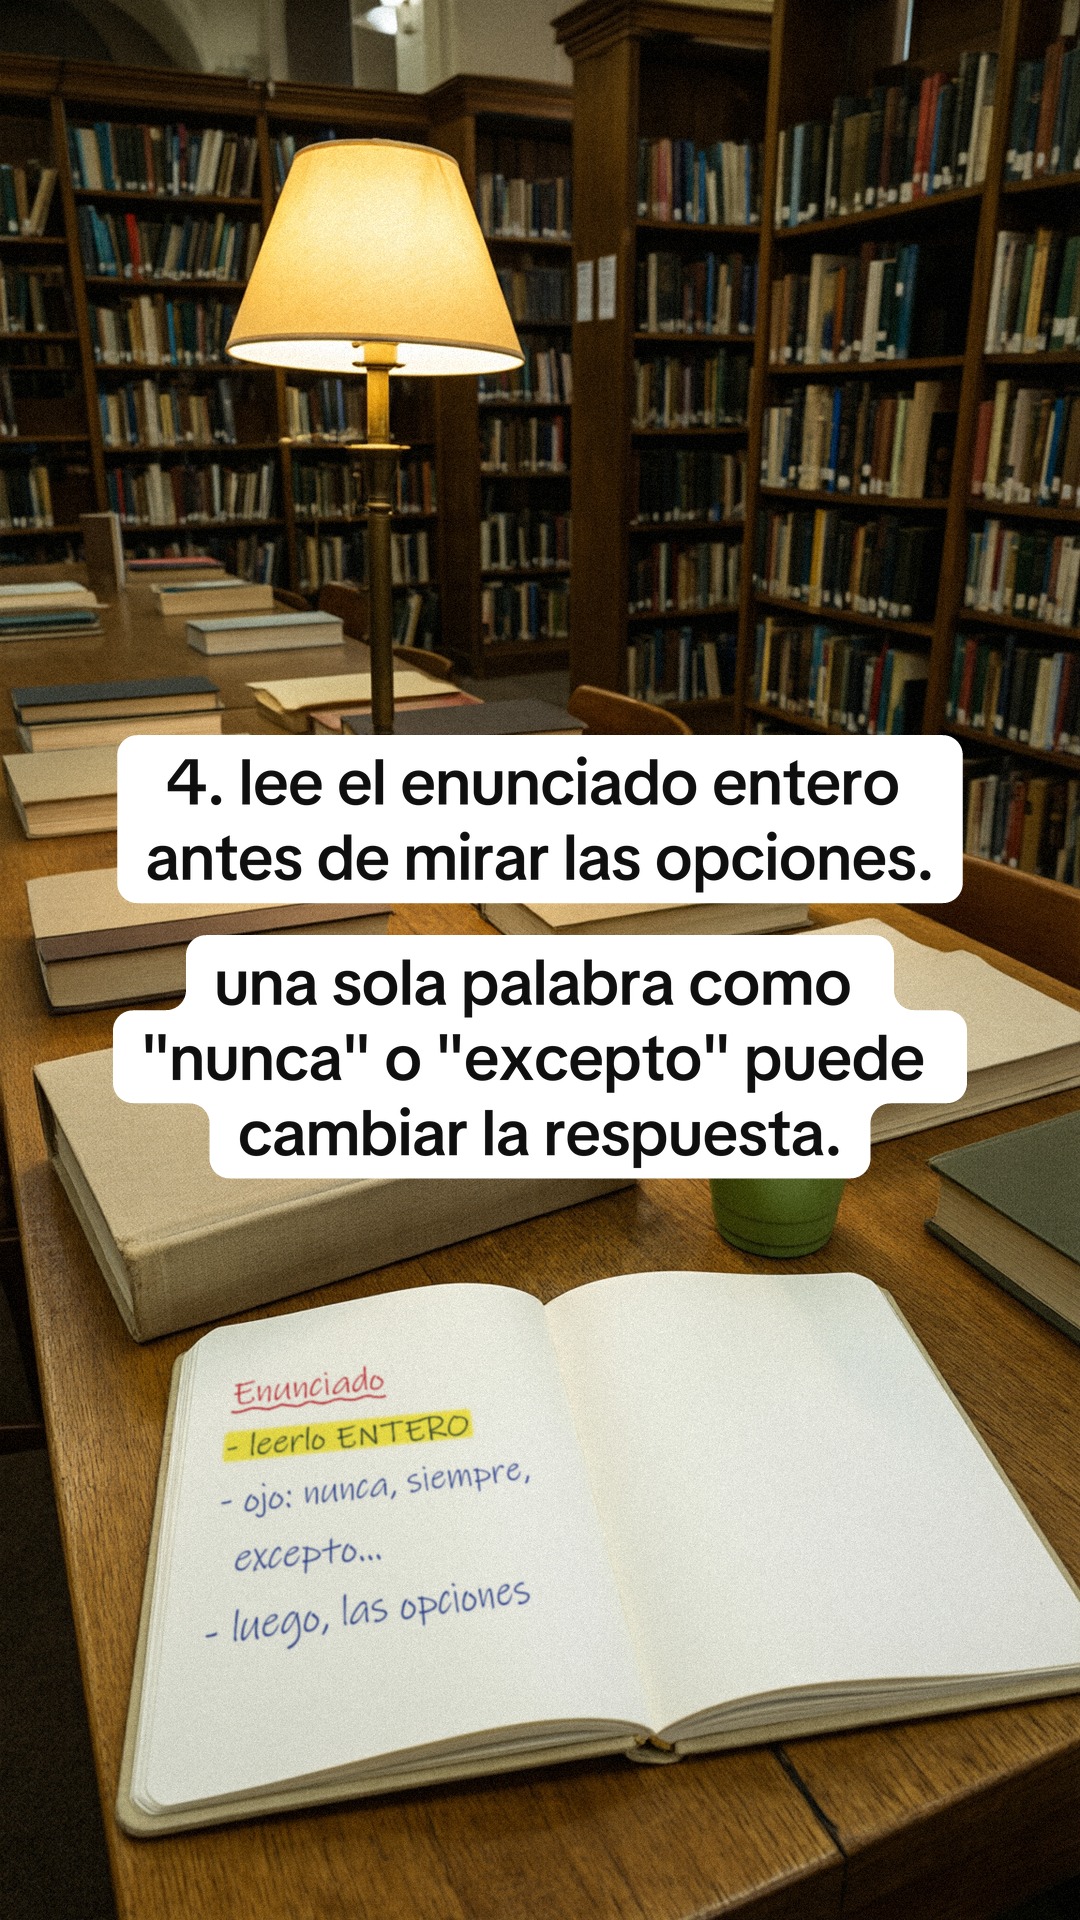 4. lee el enunciado entero
antes de mirar las opciones.
una sola palabra como
"nunca" o "excepto" puede
cambiar la respuesta.
Enunciado
- leerlo ENTERO
- ojo: nunca, siempre,
excepto...
- luego, las opciones